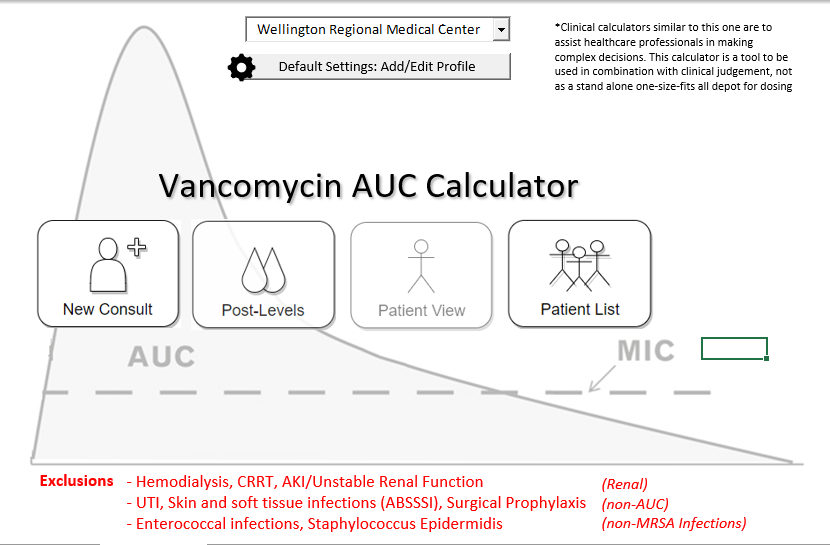 Wellington Regional Medical Center
Default Settings: Add/Edit Profile
*Clinical calculators similar to this one are to
assist healthcare professionals in making
complex decisions. This calculator is a tool to be
used in combination with clinical judgement, not
as a stand alone one-size-fits all depot for dosing
Vancomycin AUC Calculator
New Consult
Post-Levels
Patient View
Patient List
AUC
MIC
Exclusions - Hemodialysis, CRRT, AKI/Unstable Renal Function (Renal)
- UTI, Skin and soft tissue infections (ABSSSI), Surgical Prophylaxis (non-AUC)
- Enterococcal infections, Staphylococcus Epidermidis (non-MRSA Infections)